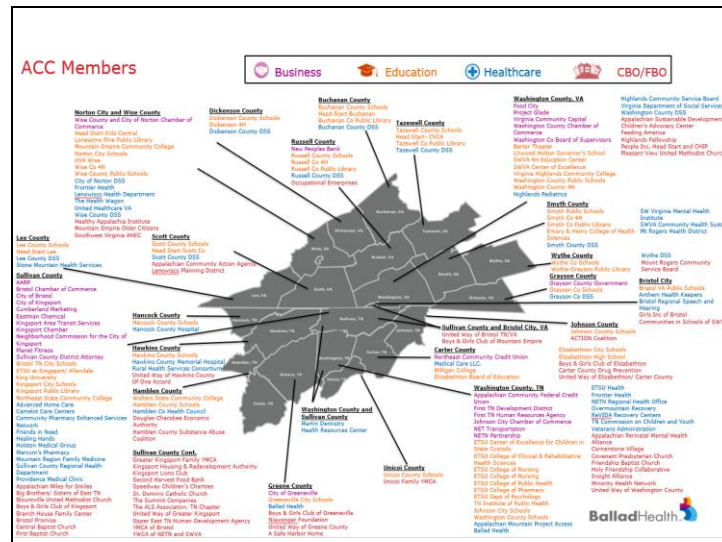 ACC Members
Business
Education
Healthcare
CBO/FBO
Norton City and Wise County
Wise County and City of Norton Chamber of
Commerce
Head Start Kids Central
Lonesome Pine Public Library
Mountain Empire Community College
Norton City Schools
UVA Wise
Wise Co 4H
Wise County Public Schools
City of Norton DSS
Frontier Health
Lenowisco Health Department
The Health Wagon
United Healthcare VA
Wise County DSS
Healthy Appalachia Institute
Mountain Empire Older Citizens
Southwest Virginia AHEC
Dickenson County
Dickenson County Schools
Dickenson 4H
Dickenson County DSS
Buchanan County
Buchanan County Schools
Head Start Buchanan
Buchanan Co Public Library
Buchanan County DSS
Russell County
New Peoples Bank
Russell County Schools
Russell Co 4H
Russell Co Public Library
Russell County DSS
Occupational Enterprises
Tazewell County
Tazewell County Schools
Head Start- CVCA
Tazewell Co Public Library
Tazewell County DSS
Washington County, VA
Food City
Project Glade
Virginia Community Capital
Washington County Chamber of
Commerce
Washington Co Board of Supervisors
Barter Theater
Linwood Holton Governor's School
SWVA 4H Education Center
SWVA Center of Excellence
Virginia Highlands Community College
Washington County Public Schools
Washington County 4H
Highlands Pediatrics
Highlands Community Service Board
Virginia Department of Social Services
Washington County DSS
Appalachian Sustainable Development
Children's Advocacy Center
Feeding America
Highlands Fellowship
People Inc. Head Start and CHIP
Pleasant View United Methodist Church
Smyth County
Smyth Public Schools
Smyth Co 4H
Smyth Co Public Library
Emory & Henry College of Health
Sciences
Smyth County DSS
SW Virginia Mental Health
Institute
SWVA Community Health Systems
Mt Rogers Health District
Lee County
Lee County Schools
Head Start Lee
Lee County DSS
Stone Mountain Health Services
Scott County
Scott County Schools
Head Start Scott Co
Scott County DSS
Appalachian Community Action Agency
Lenowisco Planning District
Wythe County
Wythe Co Schools
Wythe-Grayson Public Library
Wythe DSS
Mount Rogers Community
Service Board
Grayson County
Grayson County Government
Grayson Co Schools
Grayson Co DSS
Bristol City
Bristol VA Public Schools
Anthem Health Keepers
Bristol Regional Speech and
Hearing
Girls Inc of Bristol
Communities in Schools of SWVA
Sullivan County
AARP
Bristol Chamber of Commerce
City of Bristol
City of Kingsport
Cumberland Marketing
Eastman Chemical
Kingsport Area Transit Services
Kingsport Chamber
Neighborhood Commission for the City of
Kingsport
Planet Fitness
Sullivan County District Attorney
Bristol TN City Schools
ETSU at Kingsport/ Allendale
King University
Kingsport City Schools
Kingsport Public Library
Northeast State Community College
Advanced Home Care
Camelot Care Centers
Community Pharmacy Enhanced Services
Network
Friends in Need
Healing Hands
Holston Medical Group
Mercum's Pharmacy
Mountain Region Family Medicine
Sullivan County Regional Health
Department
Providence Medical Clinic
Appalachian Miles for Smiles
Big Brothers/ Sisters of East TN
Blountville United Methodist Church
Boys & Girls Club of Kingsport
Branch House Family Center
Bristol Promise
Central Baptist Church
First Baptist Church
Hancock County
Hancock County Schools
Hancock County Hospital
Hawkins County
Hawkins County Schools
Hawkins County Memorial Hospital
Rural Health Services Consortium
United Way of Hawkins County
Of One Accord
Hamblen County
Walters State Community College
Hamblen County Schools
Hamblen Co Health Council
Douglas-Cherokee Economic
Authority
Hamblen County Substance Abuse
Coalition
Sullivan County Cont.
Greater Kingsport Family YMCA
Kingsport Housing & Redevelopment Authority
Kingsport Lions Club
Second Harvest Food Bank
Speedway Children's Charities
St. Dominic Catholic Church
The Summit Companies
The ALS Association, TN Chapter
United Way of Greater Kingsport
Upper East TN Human Development Agency
YMCA of Bristol
YWCA of NETN and SWVA
Sullivan County and Bristol City, VA
United Way of Bristol TN/VA
Boys & Girls Club of Mountain Empire
Johnson County
Johnson County Schools
ACTION Coalition
Carter County
Northeast Community Credit Union
Medical Care LLC.
Milligan College
Elizabethton Board of Education
Elizabethton City Schools
Elizabethton High School
Boys & Girls Club of Elizabethton
Carter County Drug Prevention
United Way of Elizabethton/ Carter County
Washington County and
Sullivan County
Martin Dentistry
Health Resources Center
Greene County
City of Greeneville
Greeneville City Schools
Ballad Health
Boys & Girls Club of Greeneville
Niswonger Foundation
United Way of Greene County
A Safe Harbor Home
Unicoi County
Unicoi County Schools
Unicoi Family YMCA
Washington County, TN
Appalachian Community Federal Credit
Union
First TN Development District
First TN Human Resources Agency
Johnson City Chamber of Commerce
NET Transportation
NETN Partnership
ETSU Center of Excellence for Children in
State Custody
ETSU College of Clinical & Rehabilitative
Health Sciences
ETSU College of Nursing
ETSU College of Nursing
ETSU College of Public Health
ETSU College of Pharmacy
ETSU Dept of Psychology
TN Institute of Public Health
Johnson City Schools
Washington County Schools
Appalachian Mountain Project Access
Ballad Health
ETSU Health
Frontier Health
NETN Regional Health Office
Overmountain Recovery
ReVIDA Recovery Centers
TN Commission on Children and Youth
Veterans Administration
Appalachian Perinatal Mental Health
Alliance
Cornerstone Village
Covenant Presbyterian Church
Friendship Baptist Church
Holy Friendship Collaborative
Insight Alliance
Minority Health Network
United Way of Washington County
BalladHealth